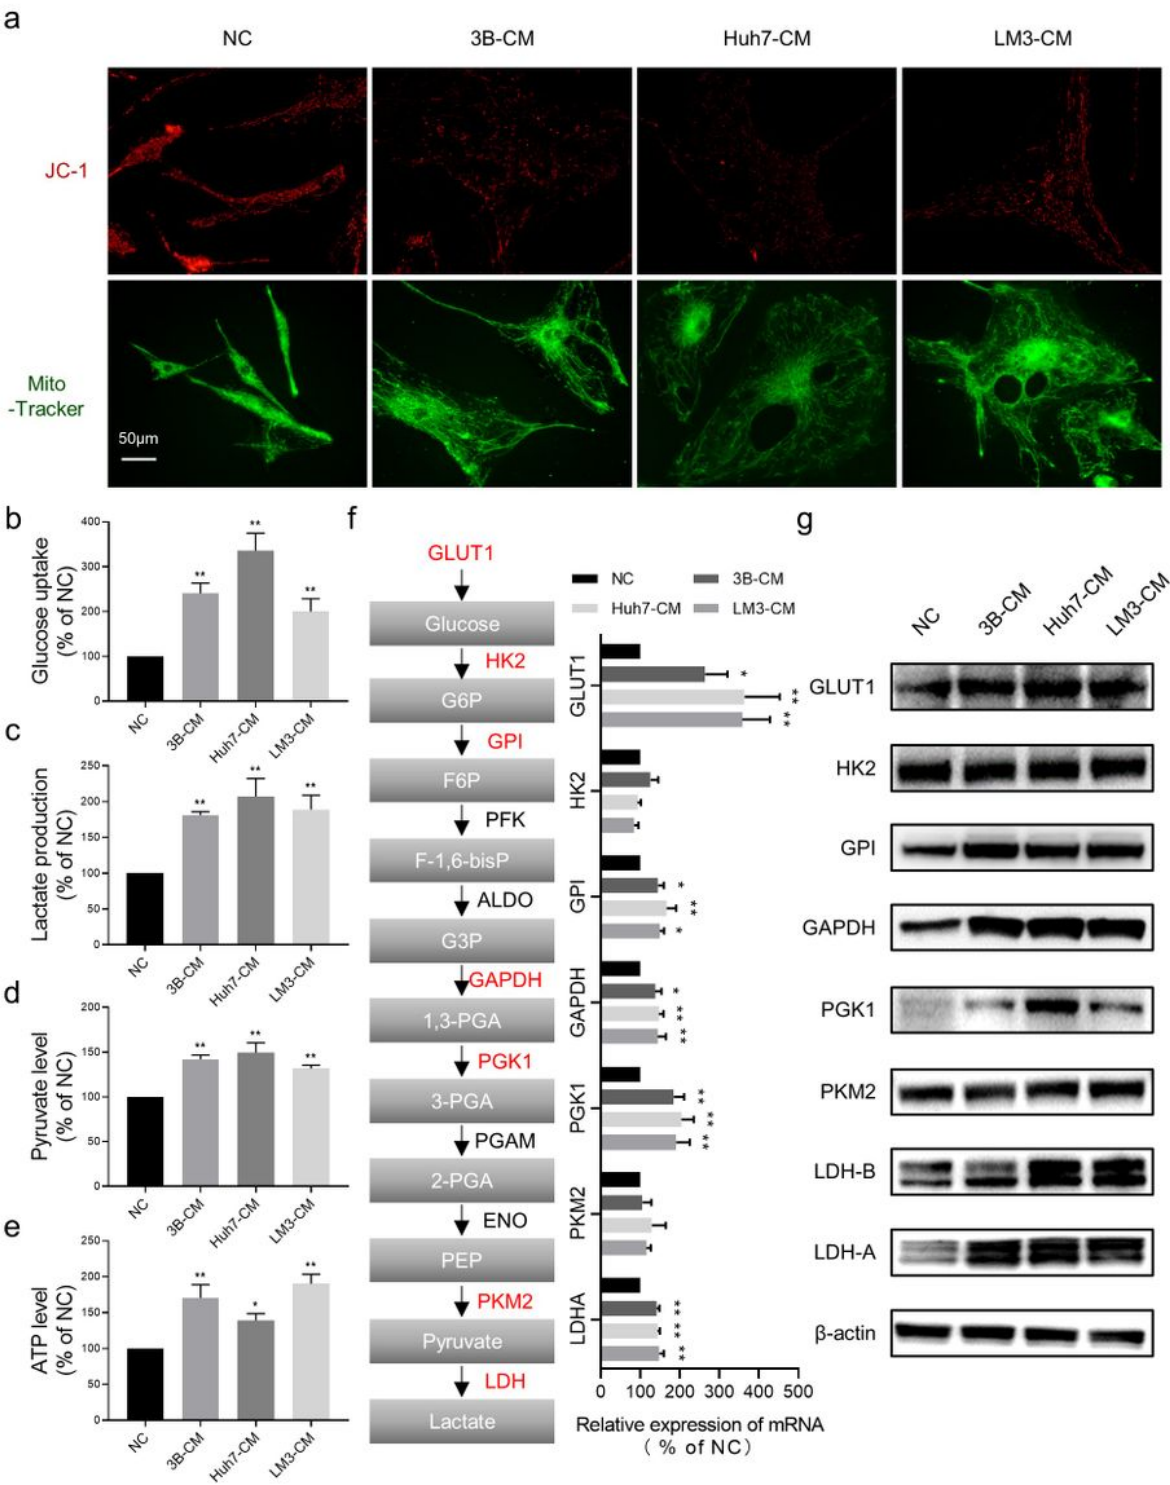 a
NC
3B-CM
Huh7-CM
LM3-CM
JC-1
Mito
-Tracker
50μm
b
Glucose uptake
(% of NC)
400
300
200
100
0
**
**
**
NC
3B-CM
Huh7-CM
LM3-CM
c
Lactate production
(% of NC)
250
200
150
100
50
0
**
**
**
NC
3B-CM
Huh7-CM
LM3-CM
d
Pyruvate level
(% of NC)
200
150
100
50
0
**
**
**
NC
3B-CM
Huh7-CM
LM3-CM
e
ATP level
(% of NC)
250
200
150
100
50
0
**
*
**
NC
3B-CM
Huh7-CM
LM3-CM
f
GLUT1
Glucose
HK2
G6P
GPI
F6P
PFK
F-1,6-bisP
ALDO
G3P
GAPDH
1,3-PGA
PGK1
3-PGA
PGAM
2-PGA
ENO
PEP
PKM2
Pyruvate
LDH
Lactate
NC
3B-CM
Huh7-CM
LM3-CM
GLUT1
*
**
**
HK2
GPI
*
**
*
GAPDH
*
**
**
PGK1
**
**
**
PKM2
LDHA
**
**
**
0 100 200 300 400 500
Relative expression of mRNA
( % of NC)
g
NC
3B-CM
Huh7-CM
LM3-CM
GLUT1
HK2
GPI
GAPDH
PGK1
PKM2
LDH-B
LDH-A
β-actin